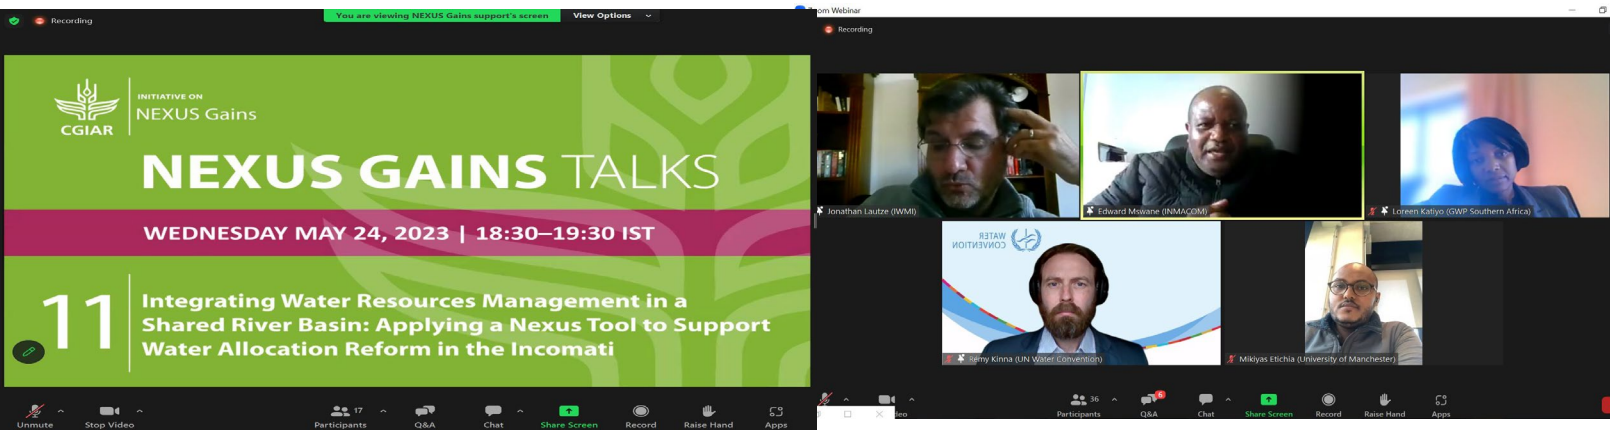 Recording
You are viewing NEXUS Gains support's screen
View Options
CGIAR
INITIATIVE ON
NEXUS Gains
NEXUS GAINS TALKS
WEDNESDAY MAY 24, 2023 | 18:30–19:30 IST
11
Integrating Water Resources Management in a
Shared River Basin: Applying a Nexus Tool to Support
Water Allocation Reform in the Incomati
Unmute
Stop Video
17
Participants
Q&A
Chat
Share Screen
Record
Raise Hand
Apps
om Webinar
Recording
Jonathan Lautze (IWMI)
Edward Mswane (INMACOM)
Loreen Katiyo (GWP Southern Africa)
WATER
CONVENTION
Remy Kinna (UN Water Convention)
Mikiyas Etichia (University of Manchester)
deo
36
Participants
6
Q&A
Chat
Share Screen
Record
Raise Hand
Apps